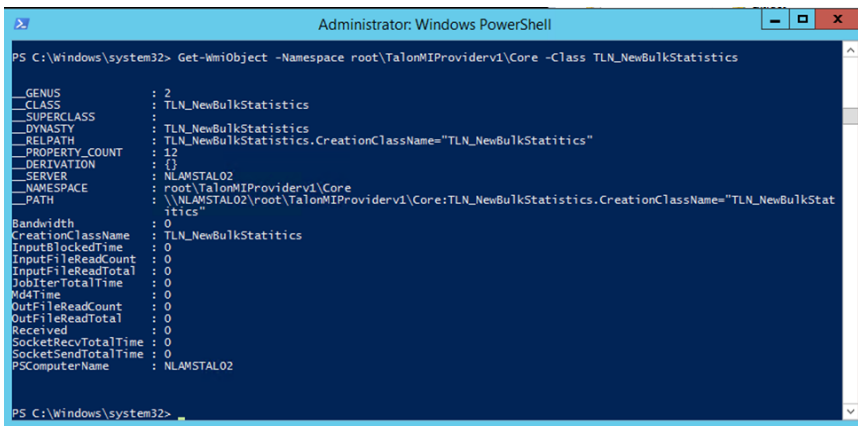 Administrator: Windows PowerShell
PS C:\Windows\system32> Get-WmiObject -Namespace root\TalonMIProviderv1\Core -Class TLN_NewBulkStatistics
__GENUS : 2
__CLASS : TLN_NewBulkStatistics
__SUPERCLASS :
__DYNASTY : TLN_NewBulkStatistics
__RELPATH : TLN_NewBulkStatistics.CreationClassName="TLN_NewBulkStatitics"
__PROPERTY_COUNT : 12
__DERIVATION : {}
__SERVER : NLAMSTAL02
__NAMESPACE : root\TalonMIProviderv1\Core
__PATH : \\NLAMSTAL02\root\TalonMIProviderv1\Core:TLN_NewBulkStatistics.CreationClassName="TLN_NewBulkStat
itics"
Bandwidth : 0
CreationClassName : TLN_NewBulkStatitics
InputBlockedTime : 0
InputFileReadCount : 0
InputFileReadTotal : 0
JobIterTotalTime : 0
Md4Time : 0
OutFileReadCount : 0
OutFileReadTotal : 0
Received : 0
SocketRecvTotalTime : 0
SocketSendTotalTime : 0
PSComputerName : NLAMSTAL02
PS C:\Windows\system32>